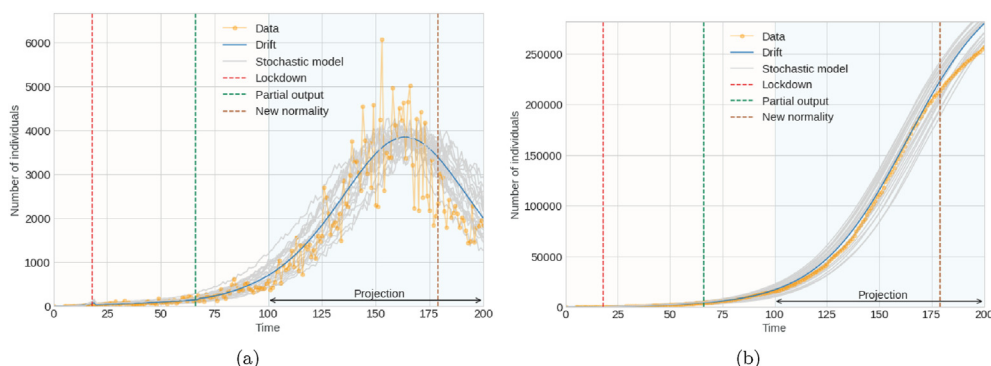 Data
Drift
Stochastic model
Lockdown
Partial output
New normality
6000
5000
4000
3000
2000
1000
0
Number of individuals
Projection
0 25 50 75 100 125 150 175 200
Time
(a)
Data
Drift
Stochastic model
Lockdown
Partial output
New normality
250000
200000
150000
100000
50000
0
Number of individuals
Projection
0 25 50 75 100 125 150 175 200
Time
(b)